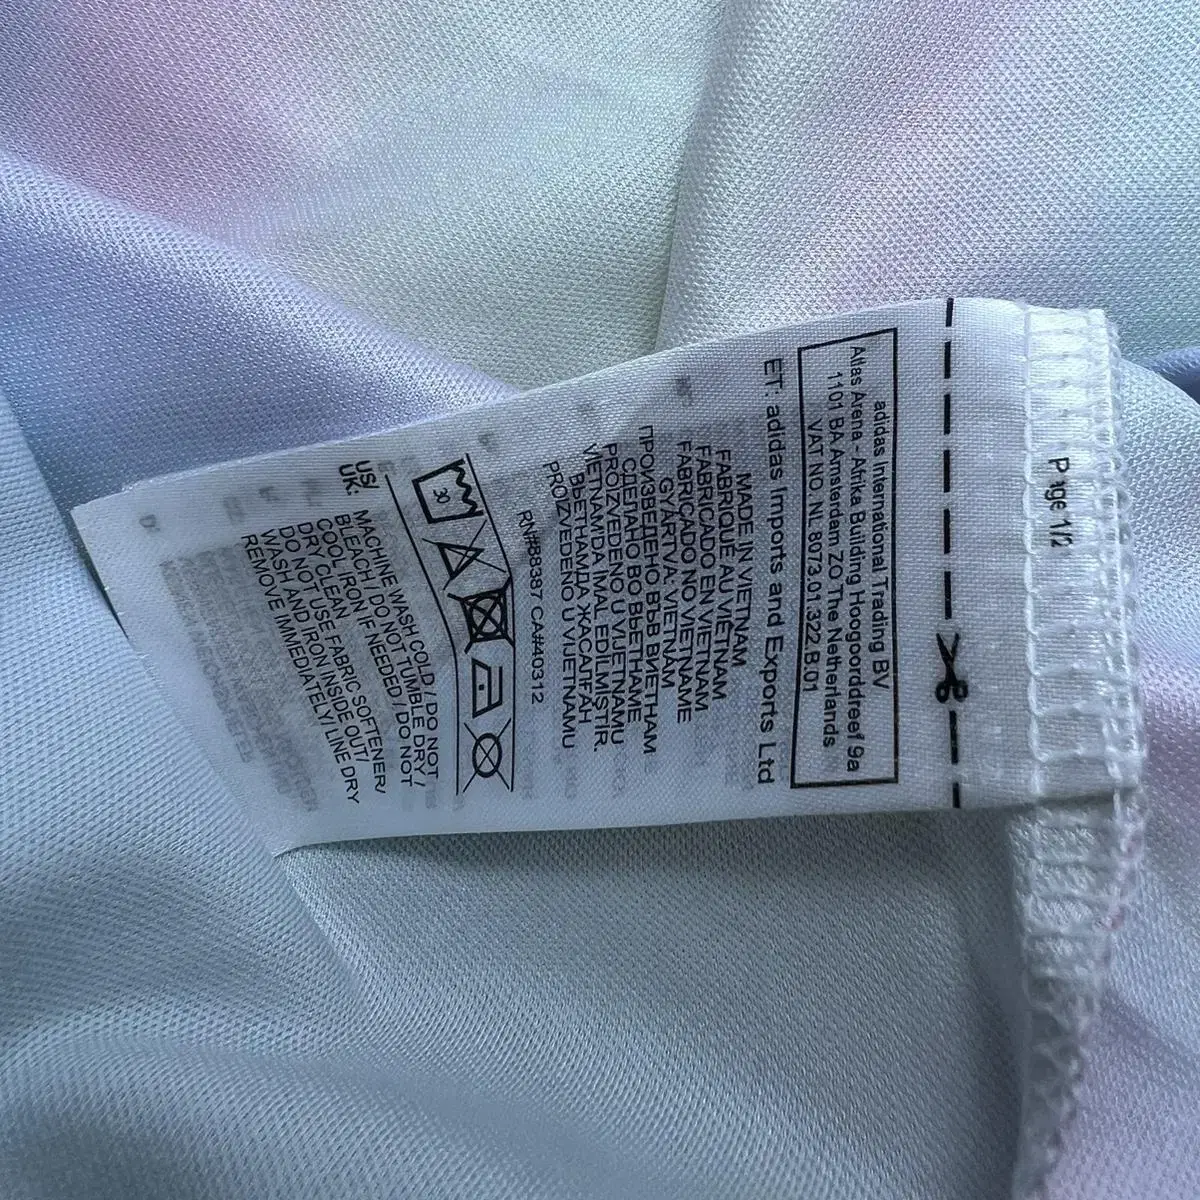 Page 1/2
adidas International Trading BV
Atlas Arena - Afrika Building Hoogoorddreef 9a
1101 BA Amsterdam ZO The Netherlands
VAT NO. NL 8073.01.322.B.01
ET: adidas Imports and Exports Ltd
MADE IN VIETNAM
FABRIQUÉ AU VIETNAM
FABRICADO EN VIETNAM
FABRICADO NO VIETNAME
GYÁRTVA: VIETNAM
ПРОИЗВЕДЕНО ВЪВ ВИЕТНАМ
СДЕЛАНО ВО ВЬЕТНАМЕ
PROIZVEDENO U VIJETNAMU
VİETNAMDA İMAL EDİLMİŞTİR.
ВЬЕТНАМДА ЖАСАЛҒАН
PROIZVEDENO U VIJETNAMU
RN#88387 CA#40312
30
US/
UK:
MACHINE WASH COLD / DO NOT
BLEACH / DO NOT TUMBLE DRY/
COOL IRON IF NEEDED / DO NOT
DRY CLEAN
DO NOT USE FABRIC SOFTENER/
WASH AND IRON INSIDE OUT/
REMOVE IMMEDIATELY/ LINE DRY